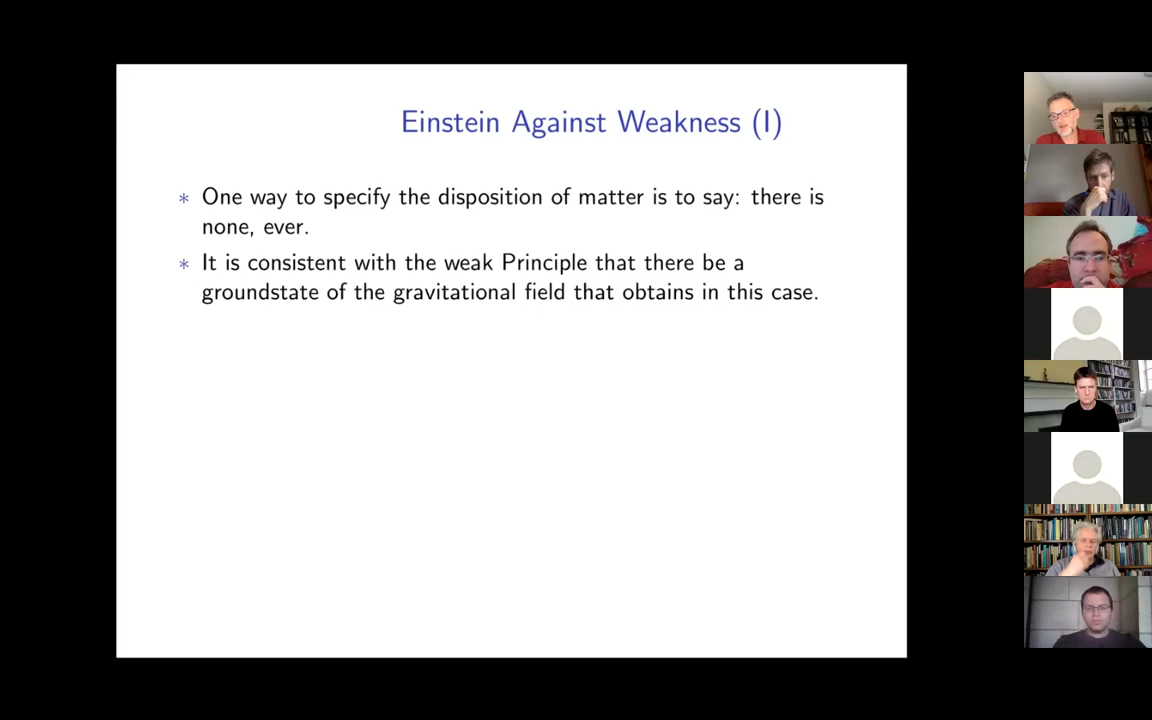 Einstein Against Weakness (I)
* One way to specify the disposition of matter is to say: there is
none, ever.
* It is consistent with the weak Principle that there be a
groundstate of the gravitational field that obtains in this case.